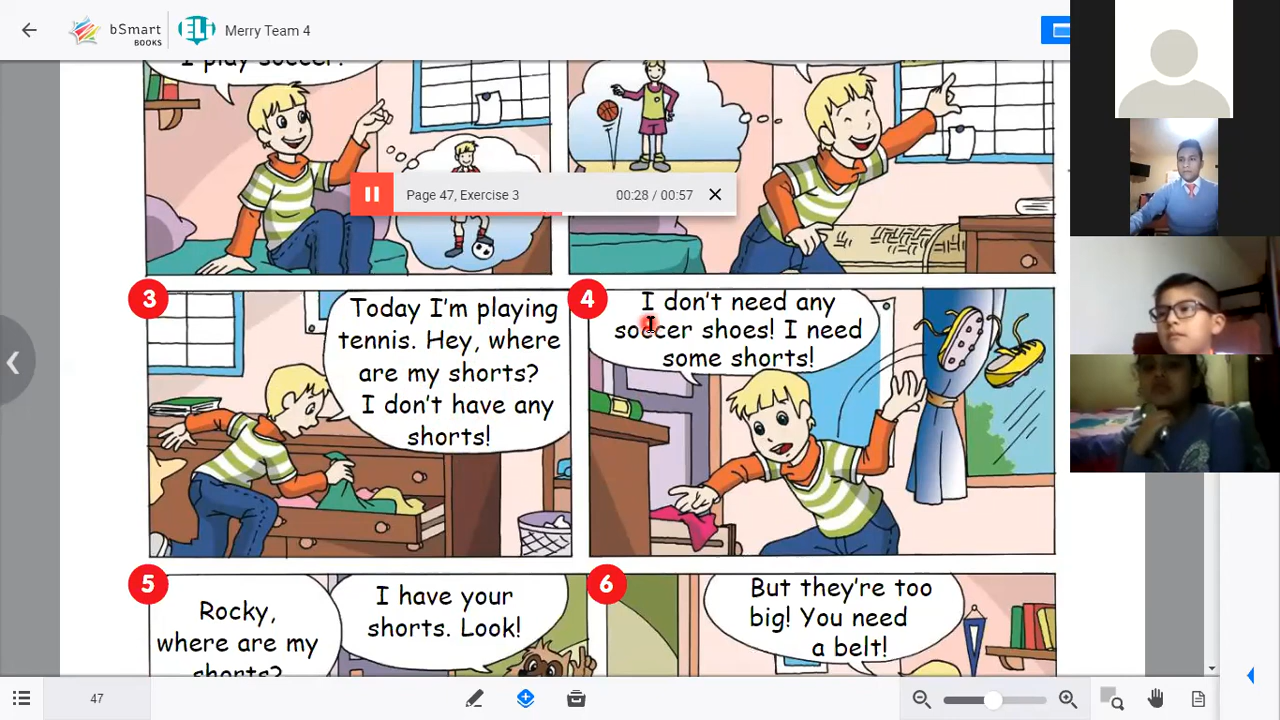 bSmart
BOOKS
ELi
Merry Team 4
I play soccer!
Page 47, Exercise 3
00:28 / 00:57
3
Today I'm playing
tennis. Hey, where
are my shorts?
I don't have any
shorts!
4
I don't need any
soccer shoes! I need
some shorts!
5
Rocky,
where are my
shorts?
I have your
shorts. Look!
6
But they're too
big! You need
a belt!
47